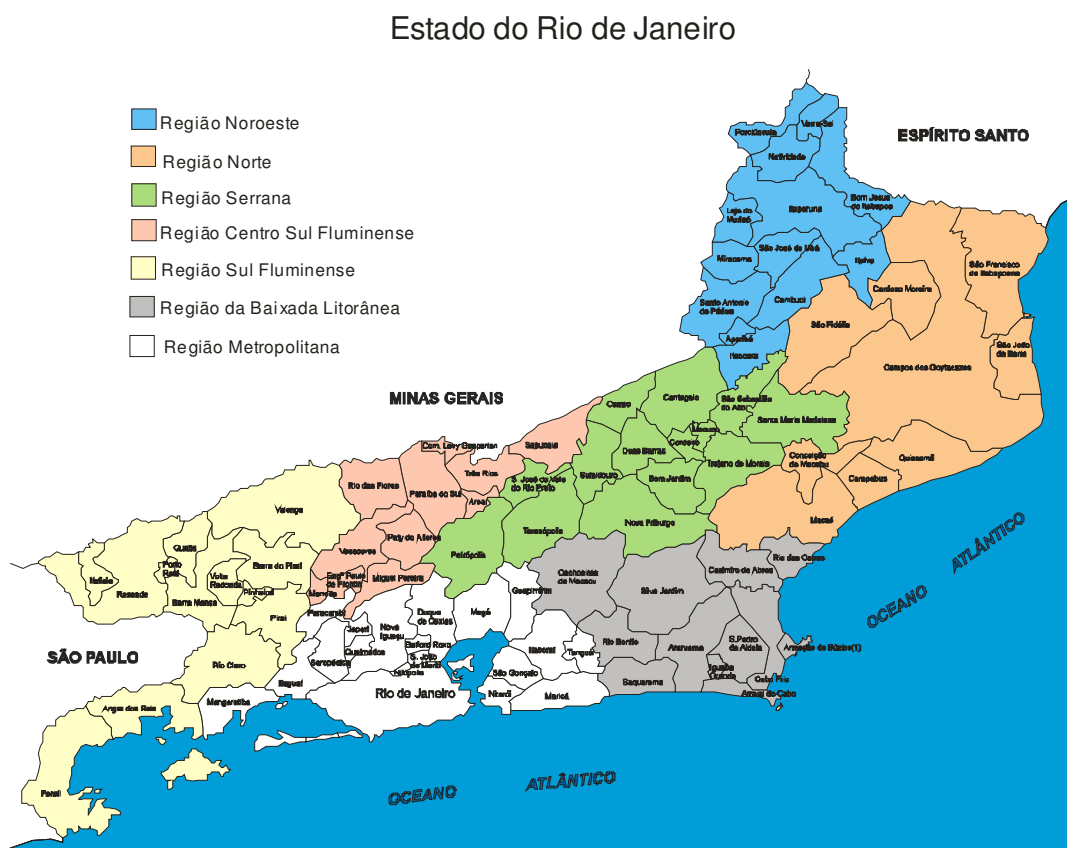 Estado do Rio de Janeiro
Região Noroeste
Região Norte
Região Serrana
Região Centro Sul Fluminense
Região Sul Fluminense
Região da Baixada Litorânea
Região Metropolitana
ESPÍRITO SANTO
MINAS GERAIS
SÃO PAULO
OCEANO ATLÂNTICO
OCEANO ATLÂNTICO
Porciúncula
Varre-Sai
Natividade
Bom Jesus
do Itabapoa
Itaperuna
Laje do
Muriaé
São José de Ubá
Miracema
Italva
Santo Antonio
de Pádua
Cambuci
Aperibé
Itaocara
São Francisco
de Itabapoana
Cardoso Moreira
São Fidélis
São João
da Barra
Campos dos Goytacazes
Quissamã
Conceição
de Macabu
Carapebus
Macaé
Carmo
Cantagalo
São Sebastião
do Alto
Santa Maria Madalena
Macuco
Cordeiro
Duas Barras
Trajano de Morais
Sumidouro
Bom Jardim
S. José do Vale
do Rio Preto
Nova Friburgo
Teresópolis
Petrópolis
Com. Levy Gasparian
Sapucaia
Três Rios
Rio das Flores
Paraíba do Sul
Areal
Paty do Alferes
Vassouras
Engº Paulo
de Frontin
Miguel Pereira
Mendes
Valença
Quatis
Porto
Real
Itatiaia
Resende
Volta
Redonda
Barra do Piraí
Pinheiral
Barra Mansa
Piraí
Rio Claro
Angra dos Reis
Parati
Rio das Ostras
Casimiro de Abreu
Cachoeiras
de Macacu
Silva Jardim
Rio Bonito
Araruama
S.Pedro
da Aldeia
Armação de Búzios(1)
Iguaba
Grande
Saquarema
Cabo Frio
Arraial do Cabo
Guapimirim
Magé
Duque
de Caxias
Paracambi
Japeri
Nova
Iguaçu
Queimados
Belford Roxo
S. João
de Meriti
Nilópolis
Seropédica
Itaguaí
Mangaratiba
Rio de Janeiro
Itaboraí
Tanguá
São Gonçalo
Niterói
Maricá